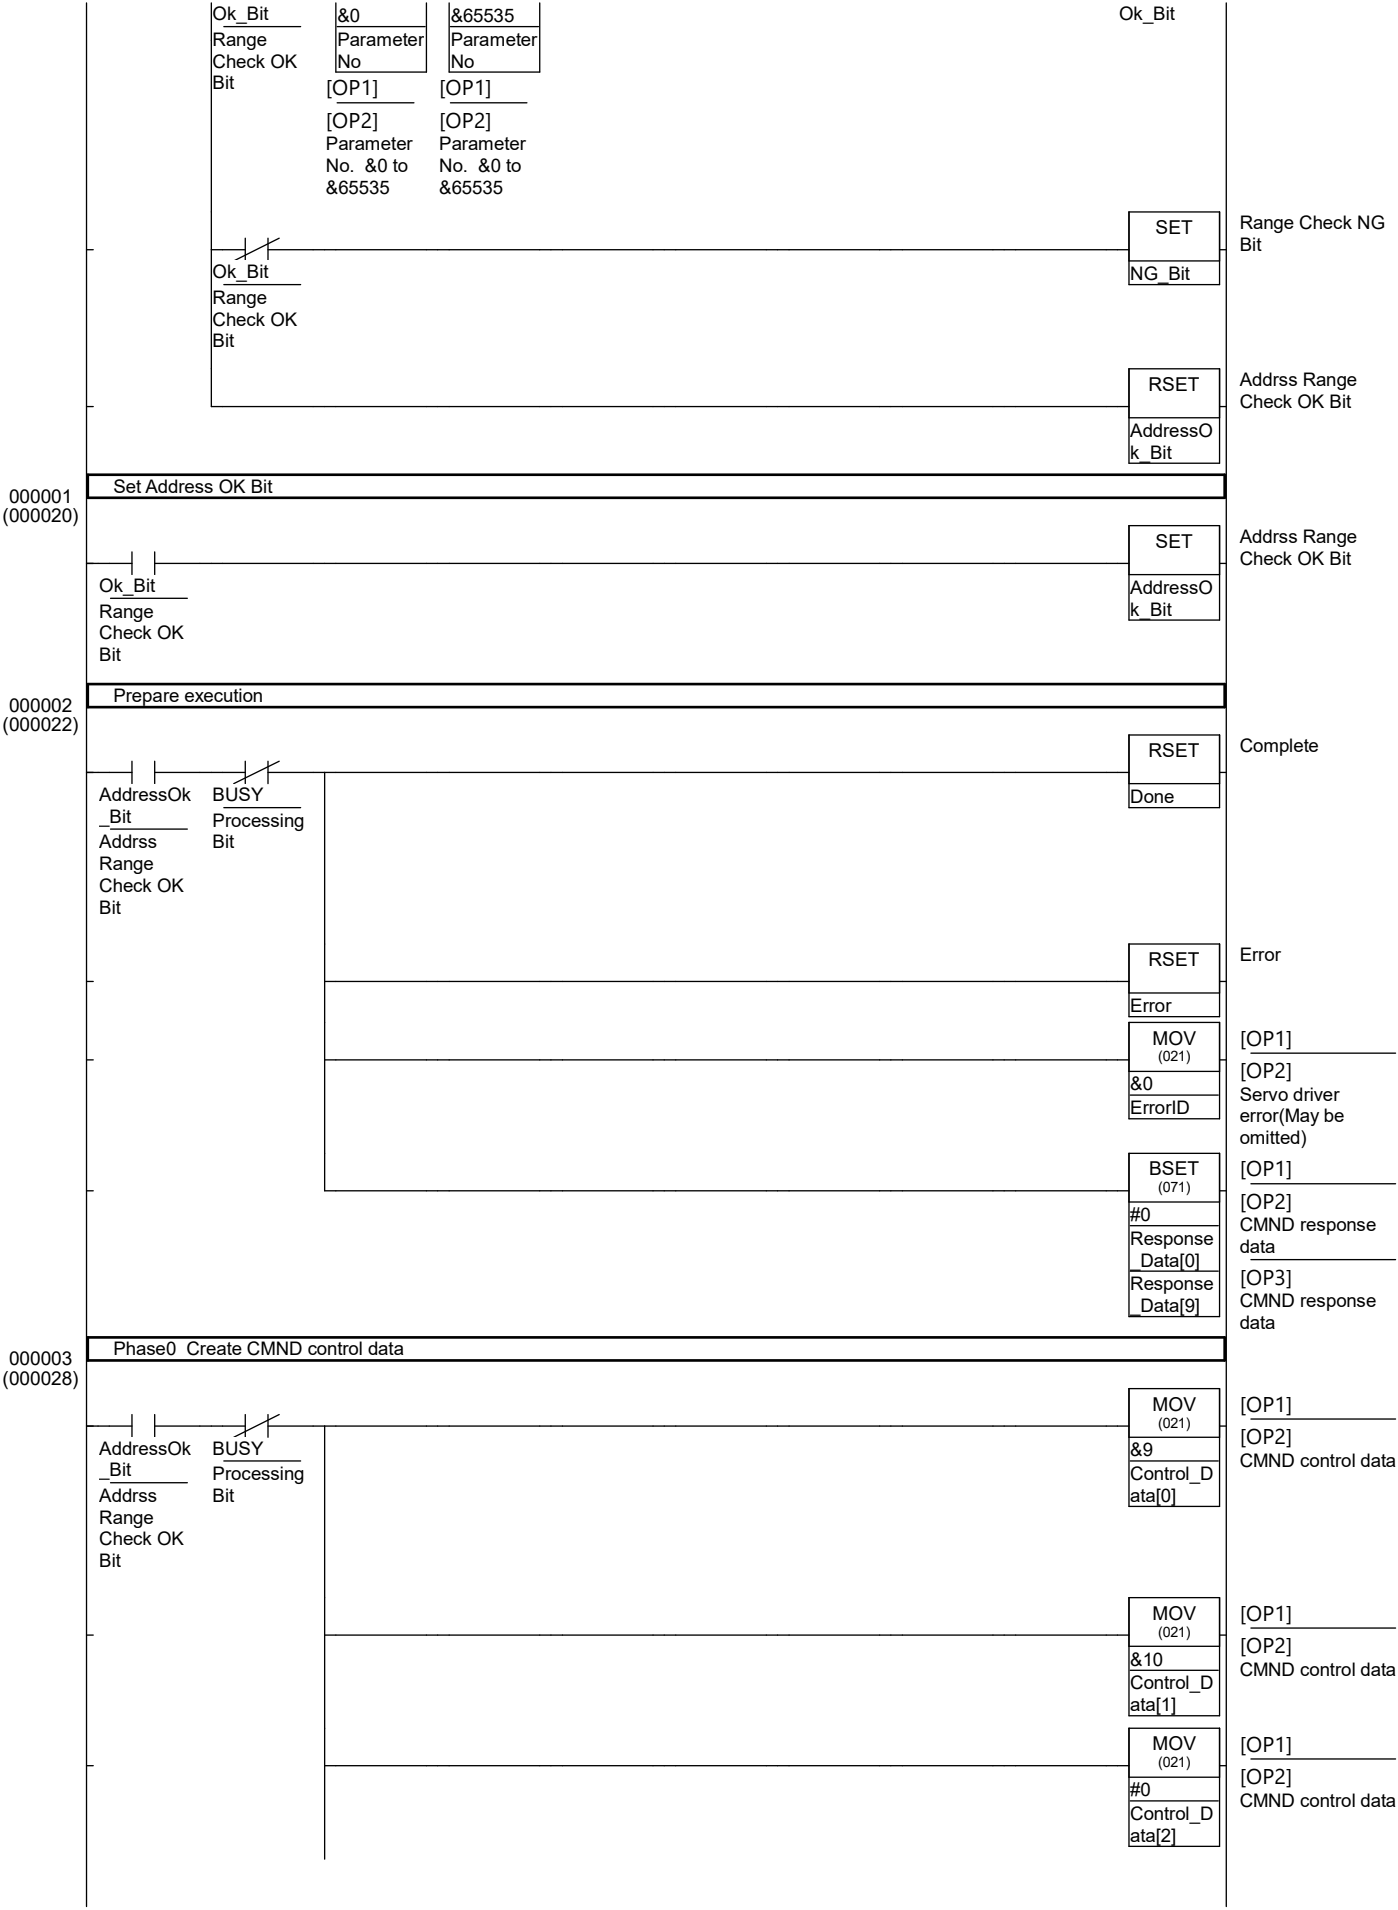 Ok_Bit
Range
Check OK
Bit
&0
Parameter
No
[OP1]
[OP2]
Parameter
No.  &0 to
&65535
&65535
Parameter
No
[OP1]
[OP2]
Parameter
No.  &0 to
&65535
Ok_Bit
Ok_Bit
Range
Check OK
Bit
SET
NG_Bit
Range Check NG
Bit
RSET
AddressO
k_Bit
Addrss Range
Check OK Bit
000001
(000020)
Set Address OK Bit
Ok_Bit
Range
Check OK
Bit
SET
AddressO
k_Bit
Addrss Range
Check OK Bit
000002
(000022)
Prepare execution
AddressOk
_Bit
Addrss
Range
Check OK
Bit
BUSY
Processing
Bit
RSET
Done
Complete
RSET
Error
Error
MOV
(021)
&0
ErrorID
[OP1]
[OP2]
Servo driver
error(May be
omitted)
BSET
(071)
#0
Response
_Data[0]
Response
_Data[9]
[OP1]
[OP2]
CMND response
data
[OP3]
CMND response
data
000003
(000028)
Phase0  Create CMND control data
AddressOk
_Bit
Addrss
Range
Check OK
Bit
BUSY
Processing
Bit
MOV
(021)
&9
Control_D
ata[0]
[OP1]
[OP2]
CMND control data
MOV
(021)
&10
Control_D
ata[1]
[OP1]
[OP2]
CMND control data
MOV
(021)
#0
Control_D
ata[2]
[OP1]
[OP2]
CMND control data